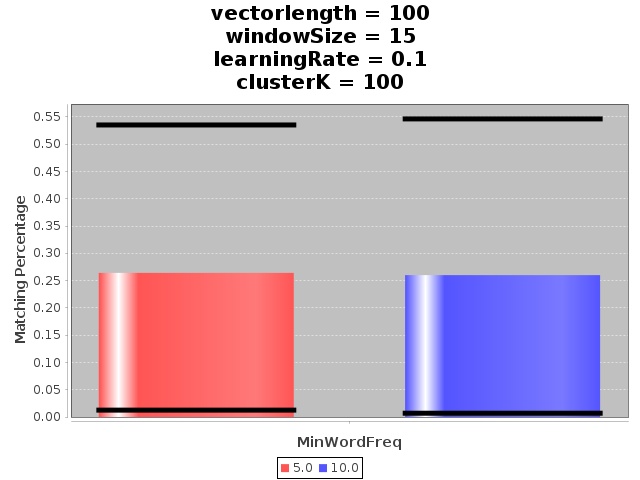 vectorlength = 100
windowSize = 15
learningRate = 0.1
clusterK = 100
Matching Percentage
0.55
0.50
0.45
0.40
0.35
0.30
0.25
0.20
0.15
0.10
0.05
0.00
MinWordFreq
5.0 10.0